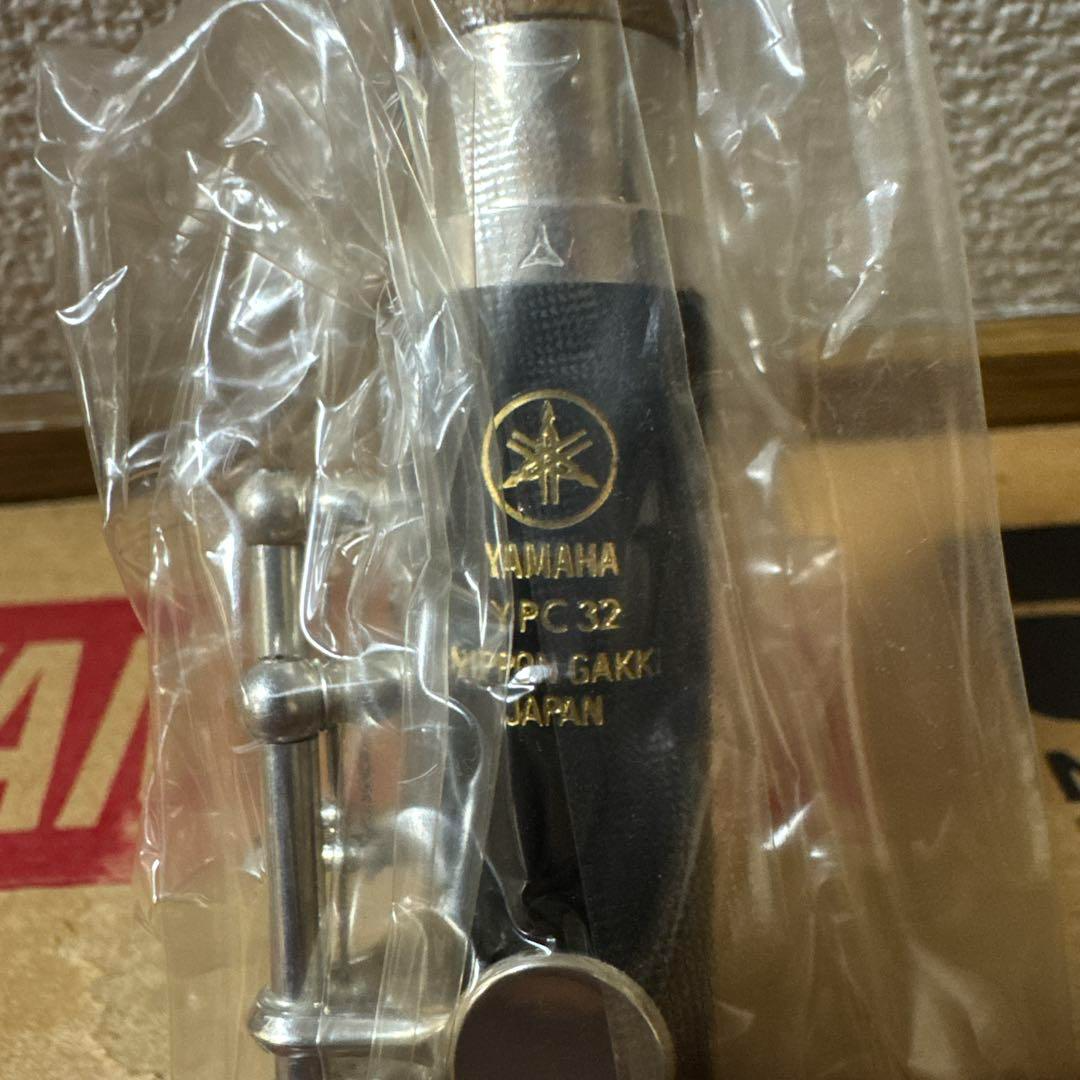 YAMAHA
YPC 32
NIPPON GAKKI
JAPAN